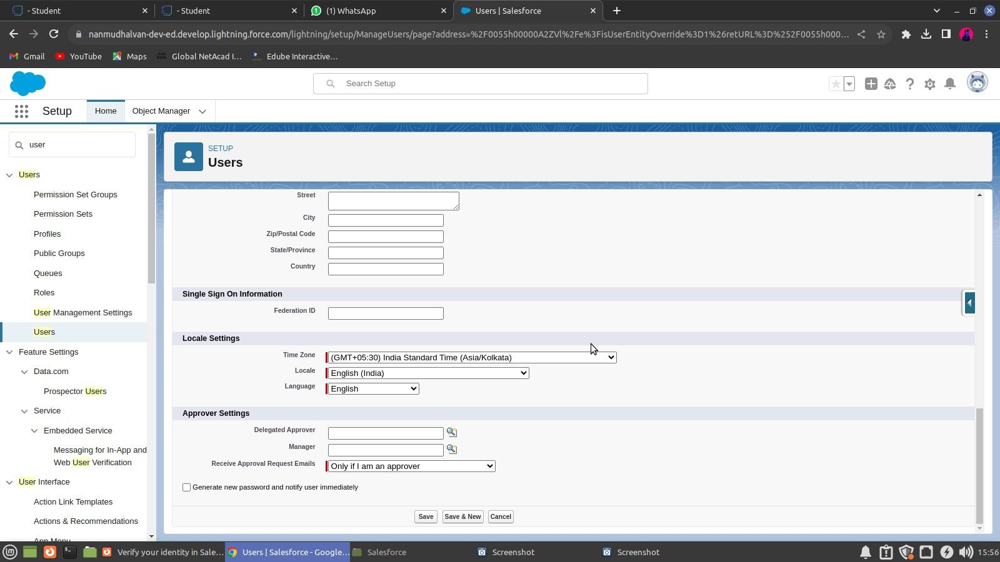 - Student
- Student
(1) WhatsApp
Users | Salesforce
nanmudhalvan-dev-ed.develop.lightning.force.com/lightning/setup/ManageUsers/page?address=%2F0055h00000A2ZVl%2Fe%3FisUserEntityOverride%3D1%26retURL%3D%252F0055h000...
Gmail
YouTube
Maps
Global NetAcad I...
Edube Interactive...
Search Setup
Setup
Home
Object Manager
user
SETUP
Users
Users
Permission Set Groups
Permission Sets
Profiles
Public Groups
Queues
Roles
User Management Settings
Users
Feature Settings
Data.com
Prospector Users
Service
Embedded Service
Messaging for In-App and
Web User Verification
User Interface
Action Link Templates
Actions & Recommendations
App Menu
Street
City
Zip/Postal Code
State/Province
Country
Single Sign On Information
Federation ID
Locale Settings
Time Zone (GMT+05:30) India Standard Time (Asia/Kolkata)
Locale English (India)
Language English
Approver Settings
Delegated Approver
Manager
Receive Approval Request Emails Only if I am an approver
Generate new password and notify user immediately
Save Save & New Cancel
Verify your identity in Sale...
Users | Salesforce - Google...
Salesforce
Screenshot
Screenshot
15:56